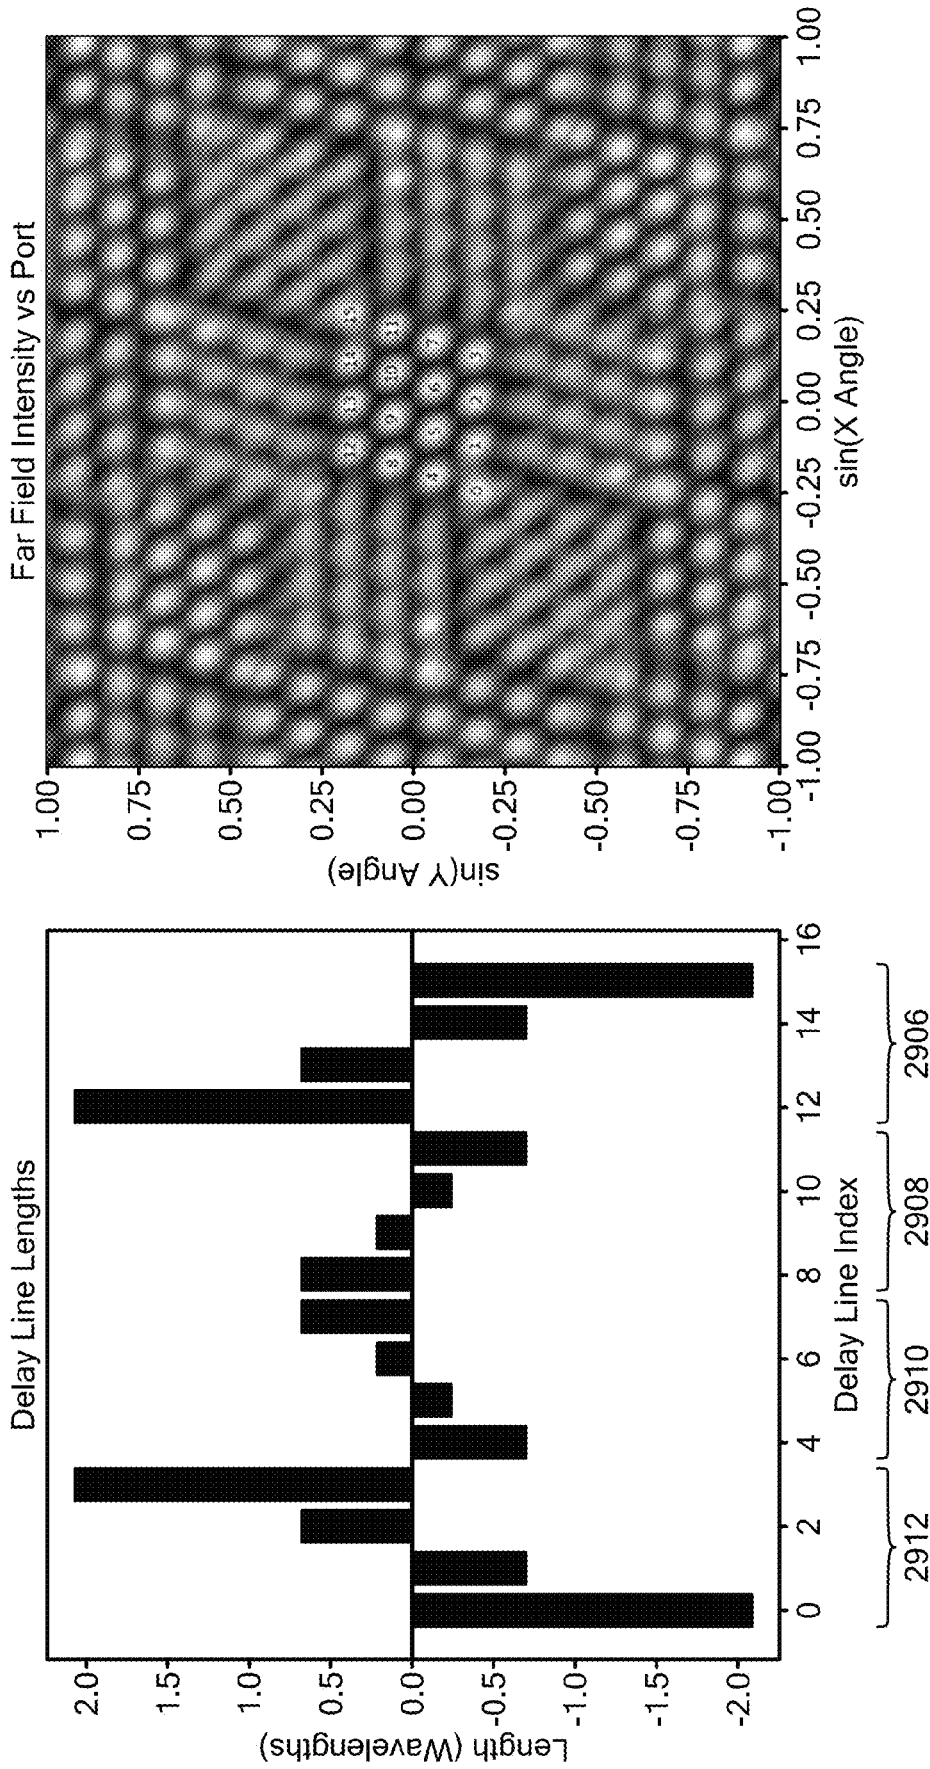 Delay Line Lengths
Length (Wavelengths)
2.0
1.5
1.0
0.5
0.0
-0.5
-1.0
-1.5
-2.0
0 2 4 6 8 10 12 14 16
Delay Line Index
2912 2910 2908 2906
Far Field Intensity vs Port
sin(Y Angle)
1.00
0.75
0.50
0.25
0.00
-0.25
-0.50
-0.75
-1.00
-1.00 -0.75 -0.50 -0.25 0.00 0.25 0.50 0.75 1.00
sin(X Angle)